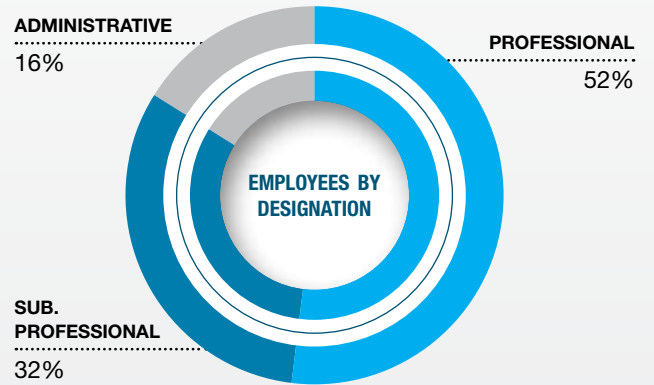 ADMINISTRATIVE
16%
PROFESSIONAL
52%
EMPLOYEES BY
DESIGNATION
SUB.
PROFESSIONAL
32%